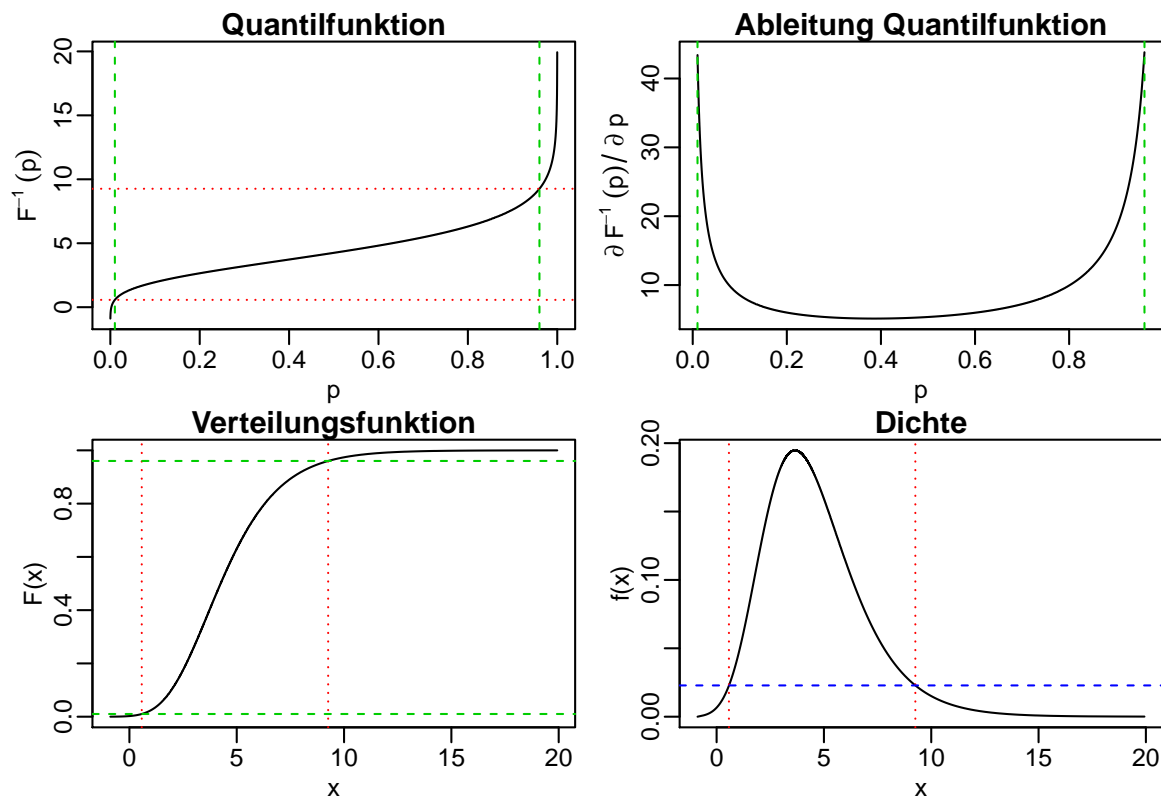 Quantilfunktion
F⁻¹ (p)
20
15
10
5
0
0.0 0.2 0.4 0.6 0.8 1.0
p
Ableitung Quantilfunktion
∂ F⁻¹ (p)/ ∂ p
40
30
20
10
0.0 0.2 0.4 0.6 0.8
p
Verteilungsfunktion
F(x)
0.8
0.4
0.0
0 5 10 15 20
x
Dichte
f(x)
0.20
0.10
0.00
0 5 10 15 20
x